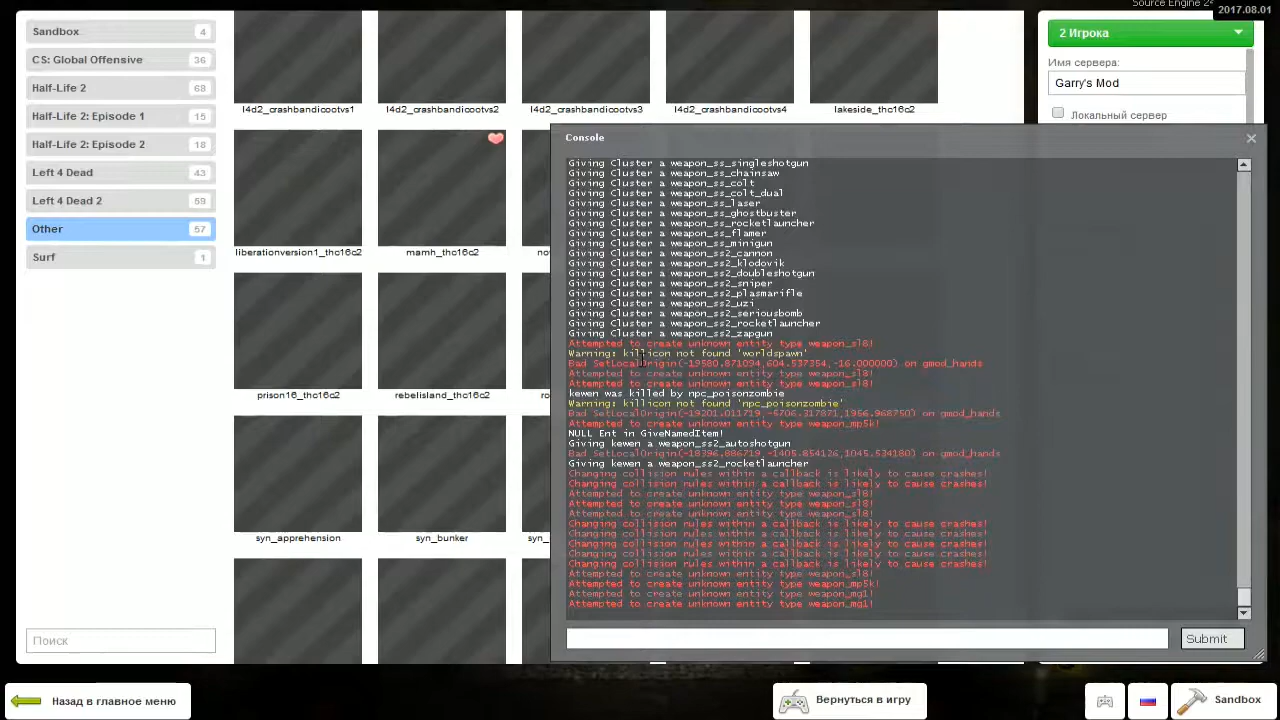 Source Engine 24
2017.08.01
Sandbox 4
CS: Global Offensive 36
Half-Life 2 68
Half-Life 2: Episode 1 15
Half-Life 2: Episode 2 18
Left 4 Dead 43
Left 4 Dead 2 59
Other 57
Surf 1
Поиск
l4d2_crashbandicootvs1
l4d2_crashbandicootvs2
l4d2_crashbandicootvs3
l4d2_crashbandicootvs4
lakeside_thc16c2
liberationversion1_thc16c2
mamh_thc16c2
prison16_thc16c2
rebelisland_thc16c2
syn_apprehension
syn_bunker
2 Игрока
Имя сервера:
Garry's Mod
Локальный сервер
Console
Giving Cluster a weapon_ss_singleshotgun
Giving Cluster a weapon_ss_chainsaw
Giving Cluster a weapon_ss_colt
Giving Cluster a weapon_ss_colt_dual
Giving Cluster a weapon_ss_laser
Giving Cluster a weapon_ss_ghostbuster
Giving Cluster a weapon_ss_rocketlauncher
Giving Cluster a weapon_ss_flamer
Giving Cluster a weapon_ss_minigun
Giving Cluster a weapon_ss2_cannon
Giving Cluster a weapon_ss2_klodovik
Giving Cluster a weapon_ss2_doubleshotgun
Giving Cluster a weapon_ss2_sniper
Giving Cluster a weapon_ss2_plasmarifle
Giving Cluster a weapon_ss2_uzi
Giving Cluster a weapon_ss2_seriousbomb
Giving Cluster a weapon_ss2_rocketlauncher
Giving Cluster a weapon_ss2_zapgun
Attempted to create unknown entity type weapon_sl8!
Warning: killicon not found 'worldspawn'
Bad SetLocalOrigin(-19580.871094,604.537354,-16.000000) on gmod_hands
Attempted to create unknown entity type weapon_sl8!
Attempted to create unknown entity type weapon_sl8!
kewen was killed by npc_poisonzombie
Warning: killicon not found 'npc_poisonzombie'
Bad SetLocalOrigin(-19201.011719,-5706.317871,1956.968750) on gmod_hands
Attempted to create unknown entity type weapon_mp5k!
NULL Ent in GiveNamedItem!
Giving kewen a weapon_ss2_autoshotgun
Bad SetLocalOrigin(-18396.886719,-1405.854126,1045.534180) on gmod_hands
Giving kewen a weapon_ss2_rocketlauncher
Changing collision rules within a callback is likely to cause crashes!
Changing collision rules within a callback is likely to cause crashes!
Attempted to create unknown entity type weapon_sl8!
Attempted to create unknown entity type weapon_sl8!
Attempted to create unknown entity type weapon_sl8!
Changing collision rules within a callback is likely to cause crashes!
Changing collision rules within a callback is likely to cause crashes!
Changing collision rules within a callback is likely to cause crashes!
Changing collision rules within a callback is likely to cause crashes!
Changing collision rules within a callback is likely to cause crashes!
Attempted to create unknown entity type weapon_sl8!
Attempted to create unknown entity type weapon_mp5k!
Attempted to create unknown entity type weapon_mg1!
Attempted to create unknown entity type weapon_mg1!
Submit
Назад в главное меню
Вернуться в игру
Sandbox